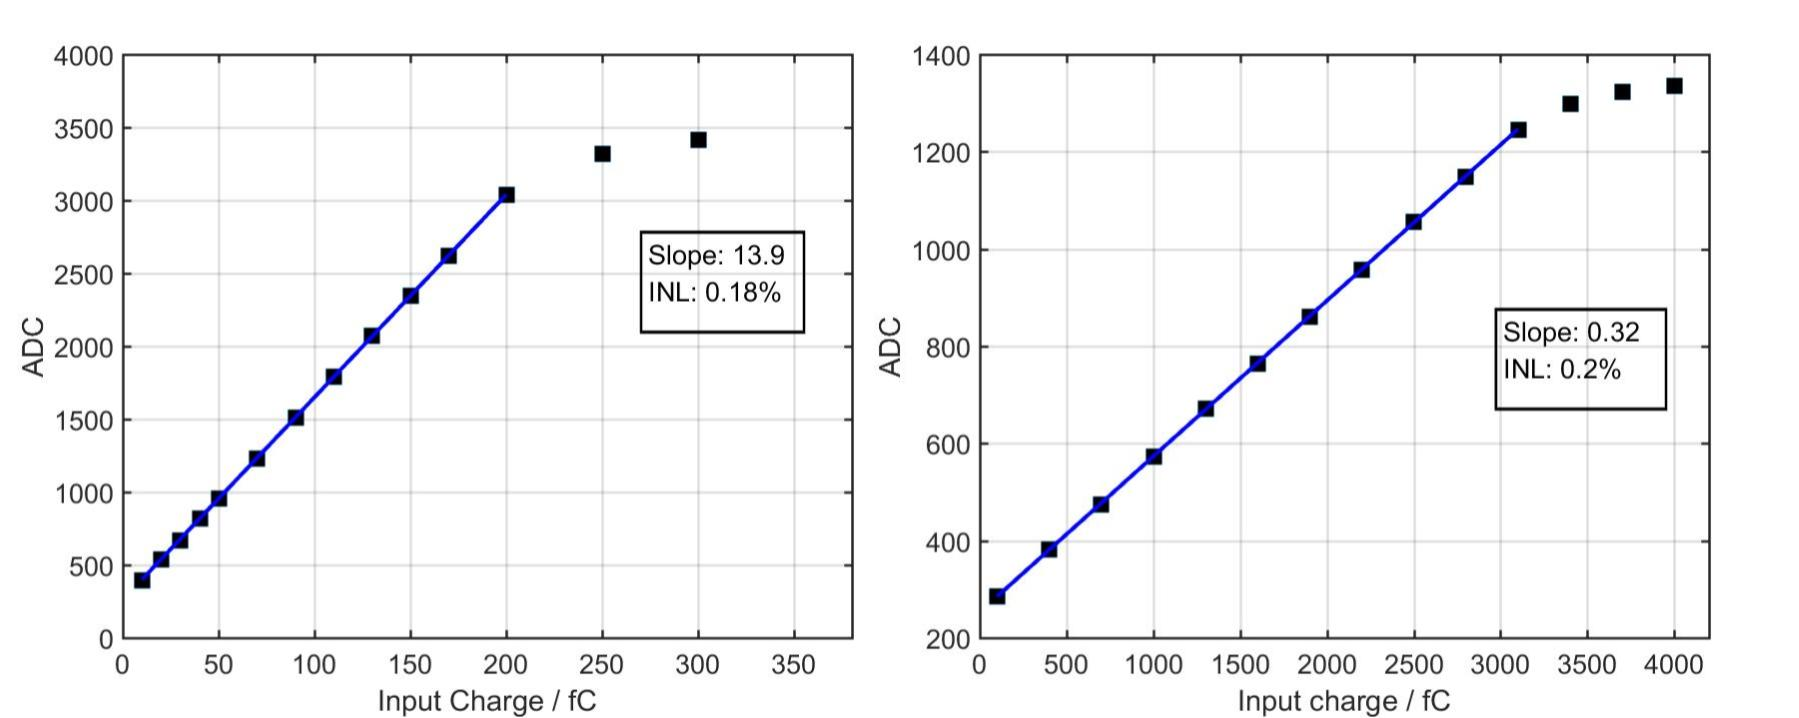 4000
3500
3000
2500
2000
1500
1000
500
0
ADC
0 50 100 150 200 250 300 350
Input Charge / fC
Slope: 13.9
INL: 0.18%
1400
1200
1000
800
600
400
200
ADC
0 500 1000 1500 2000 2500 3000 3500 4000
Input charge / fC
Slope: 0.32
INL: 0.2%